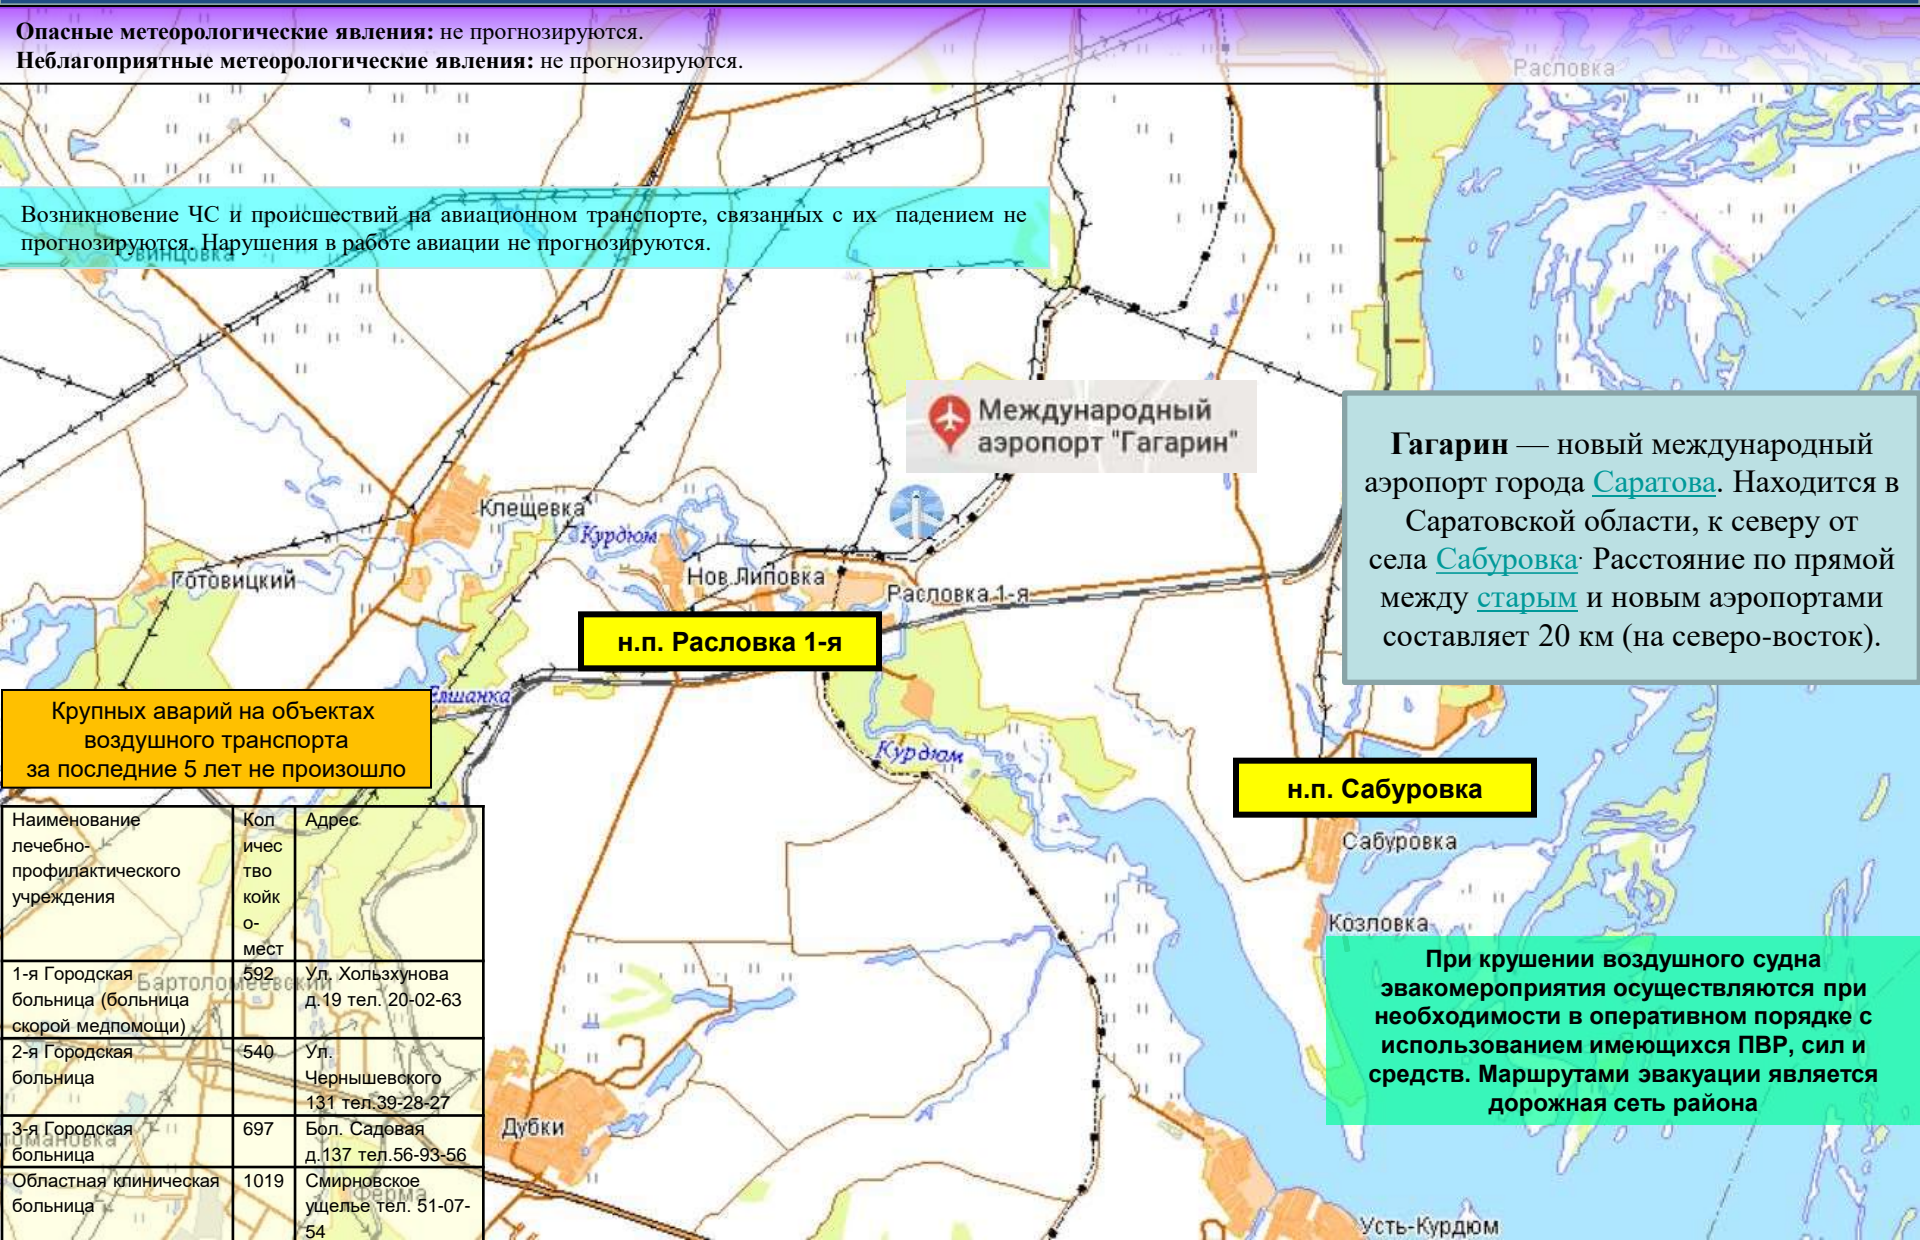 Опасные метеорологические явления: не прогнозируются.
Неблагоприятные метеорологические явления: не прогнозируются.
Расловка
Возникновение ЧС и происшествий на авиационном транспорте, связанных с их падением не
прогнозируются. Нарушения в работе авиации не прогнозируются.
Свинцовка
Международный
аэропорт "Гагарин"
Гагарин — новый международный
аэропорт города Саратова. Находится в
Саратовской области, к северу от
села Сабуровка. Расстояние по прямой
между старым и новым аэропортами
составляет 20 км (на северо-восток).
Клещевка
Курдюм
Готовицкий
Нов.Липовка
Расловка 1-я
н.п. Расловка 1-я
Елшанка
Крупных аварий на объектах
воздушного транспорта
за последние 5 лет не произошло
Курдюм
н.п. Сабуровка
Сабуровка
Козловка
Наименование
лечебно-
профилактического
учреждения
Кол
ичес
тво
койк
о-
мест
Адрес
1-я Городская
больница (больница
скорой медпомощи)
592
Ул. Хользхунова
д.19 тел. 20-02-63
Бартоломеевский
2-я Городская
больница
540
Ул.
Чернышевского
131 тел.39-28-27
3-я Городская
больница
697
Бол. Садовая
д.137 тел.56-93-56
Областная клиническая
больница
1019
Смирновское
ущелье тел. 51-07-
54
Ферма
Дубки
При крушении воздушного судна
эвакомероприятия осуществляются при
необходимости в оперативном порядке с
использованием имеющихся ПВР, сил и
средств. Маршрутами эвакуации является
дорожная сеть района
Усть-Курдюм